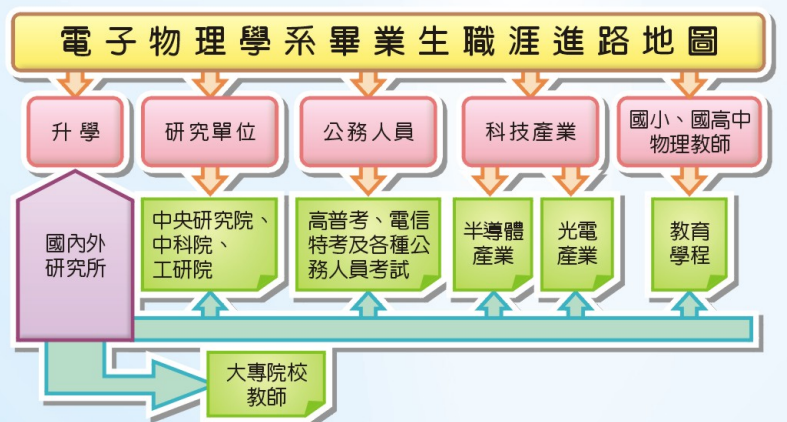 電子物理學系畢業生職涯進路地圖
升學
研究單位
公務人員
科技產業
國小、國高中
物理教師
國內外
研究所
中央研究院、
中科院、
工研院
高普考、電信
特考及各種公
務人員考試
半導體
產業
光電
產業
教育
學程
大專院校
教師